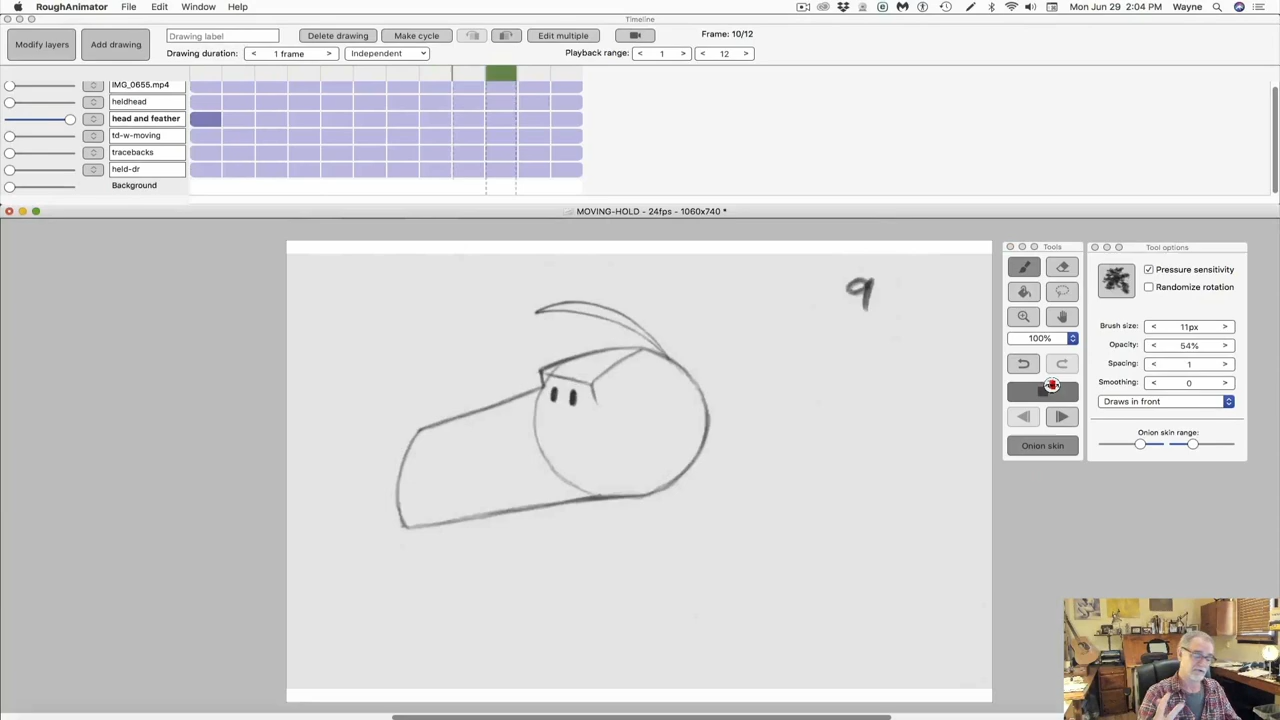 RoughAnimator File Edit Window Help Mon Jun 29 2:04 PM Wayne
Timeline
Modify layers Add drawing Drawing label Delete drawing Make cycle Edit multiple Frame: 10/12
Drawing duration: < 1 frame > Independent Playback range: < 1 > < 12 >
IMG_0655.mp4
heldhead
head and feather
td-w-moving
tracebacks
held-dr
Background
MOVING-HOLD - 24fps - 1060x740 *
9
Tools
100%
Onion skin
Tool options
Pressure sensitivity
Randomize rotation
Brush size: < 11px >
Opacity: < 54% >
Spacing: < 1 >
Smoothing: < 0 >
Draws in front
Onion skin range: